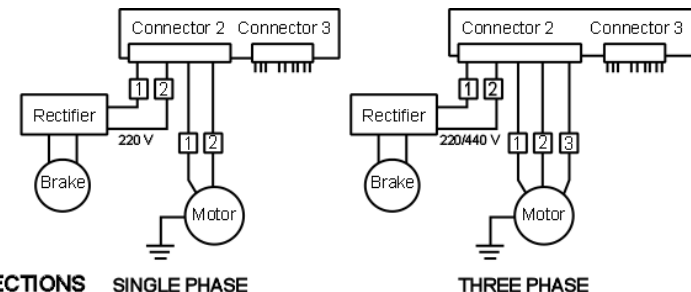 Connector 2 Connector 3
1 2
Rectifier
220 V
1 2
Brake
Motor
Connector 2 Connector 3
1 2
Rectifier
220/440 V
1 2 3
Brake
Motor
ECTIONS SINGLE PHASE THREE PHASE